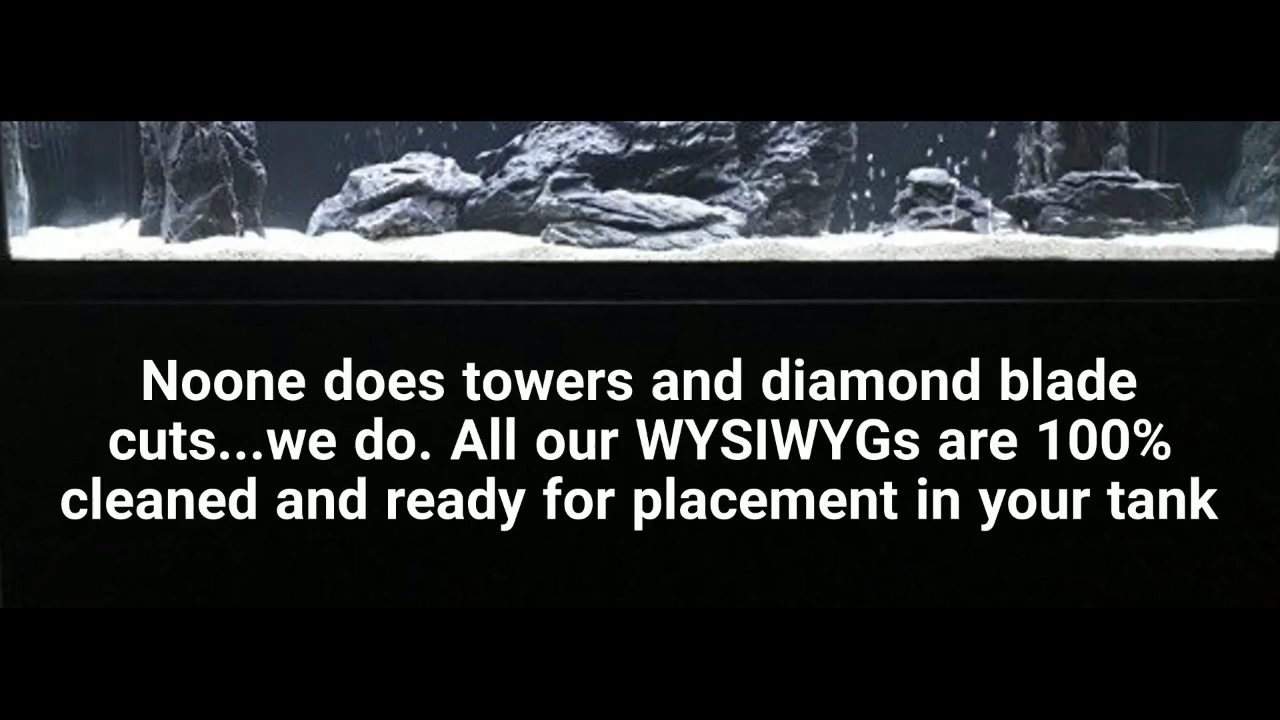 Noone does towers and diamond blade
cuts...we do. All our WYSIWYGs are 100%
cleaned and ready for placement in your tank